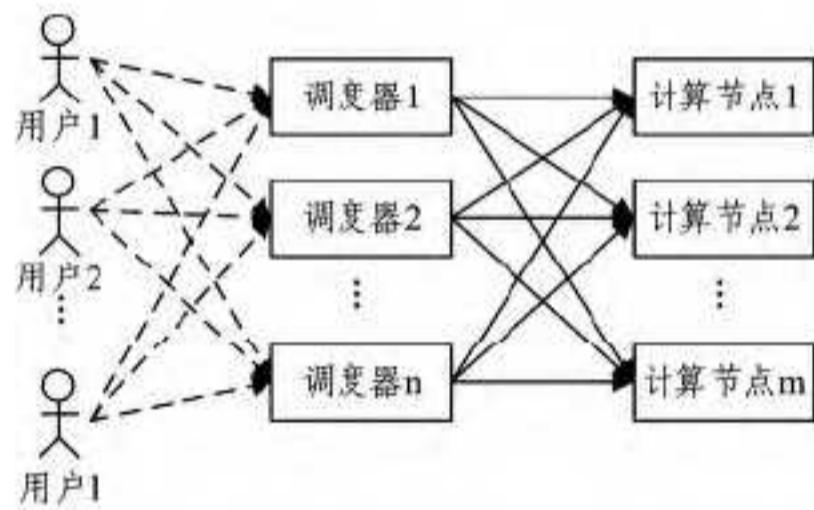 用户1
调度器1
计算节点1
用户2
调度器2
计算节点2
⋮
⋮
⋮
用户l
调度器n
计算节点m